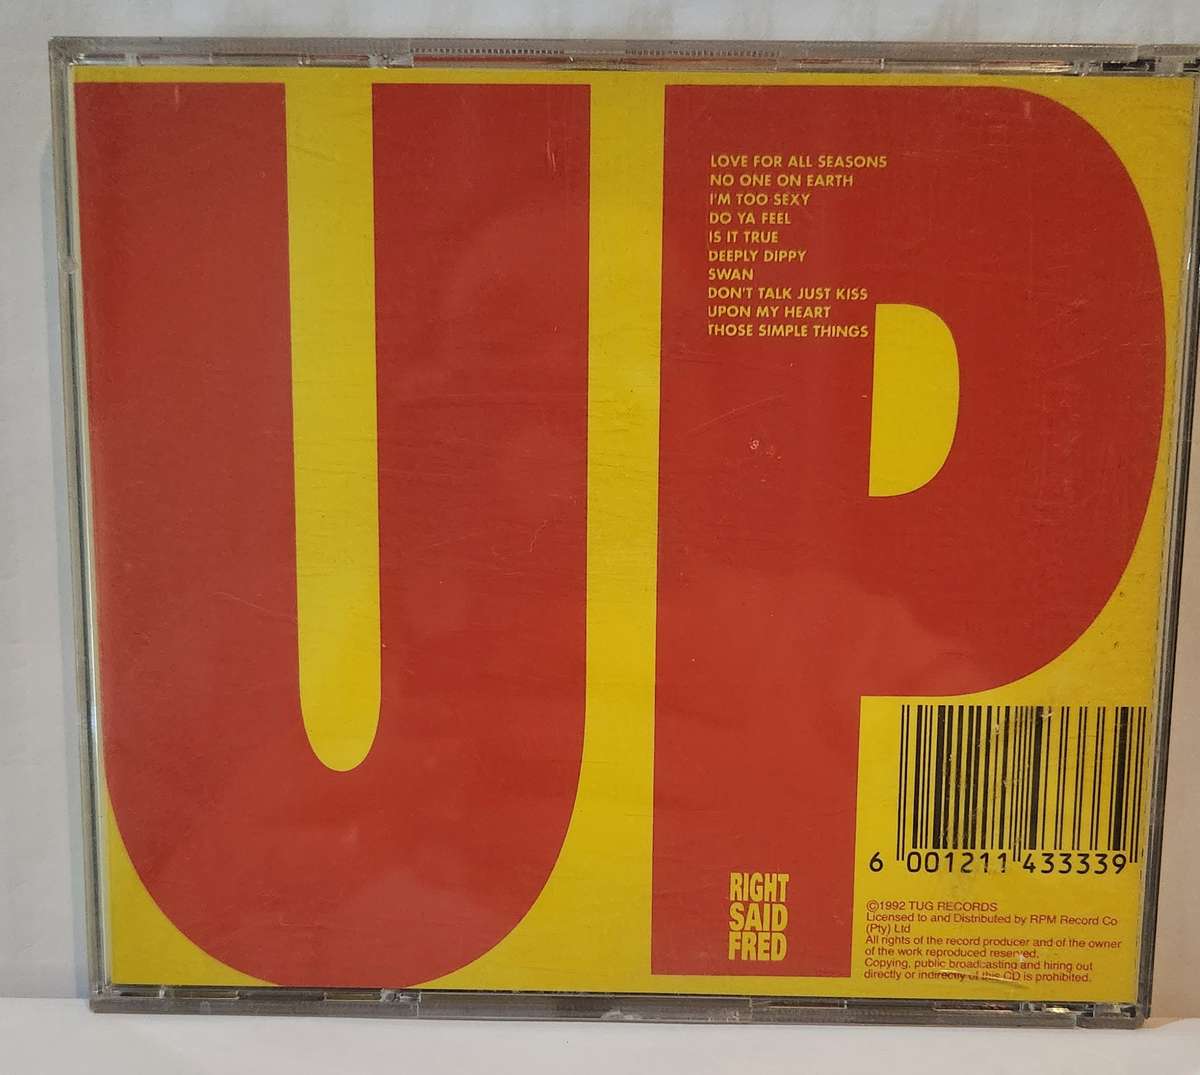 UP
LOVE FOR ALL SEASONS
NO ONE ON EARTH
I'M TOO SEXY
DO YA FEEL
IS IT TRUE
DEEPLY DIPPY
SWAN
DON'T TALK JUST KISS
UPON MY HEART
THOSE SIMPLE THINGS
RIGHT
SAID
FRED
6 001211 433339
©1992 TUG RECORDS
Licensed to and Distributed by RPM Record Co
(Pty) Ltd
All rights of the record producer and of the owner
of the work reproduced reserved.
Copying, public broadcasting and hiring out
directly or indirectly of this CD is prohibited.